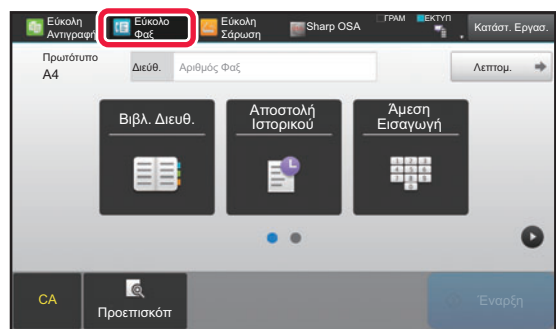 Εύκολη
Αντιγραφή
Εύκολο
Φαξ
Εύκολη
Σάρωση
Sharp OSA
ΓΡΑΜ
ΕΚΤΥΠ
Κατάστ. Εργασ.
Πρωτότυπο
A4
Διεύθ.
Αριθμός Φαξ
Λεπτομ.
Βιβλ. Διευθ.
Αποστολή
Ιστορικού
Άμεση
Εισαγωγή
CA
Προεπισκόπ
Έναρξη